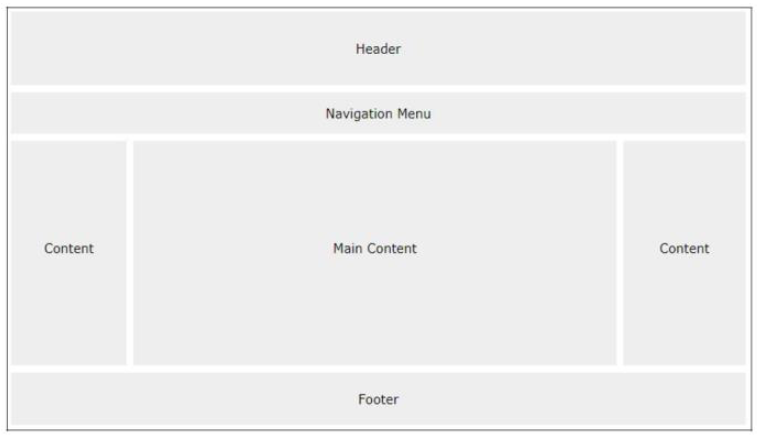 Header
Navigation Menu
Content
Main Content
Content
Footer